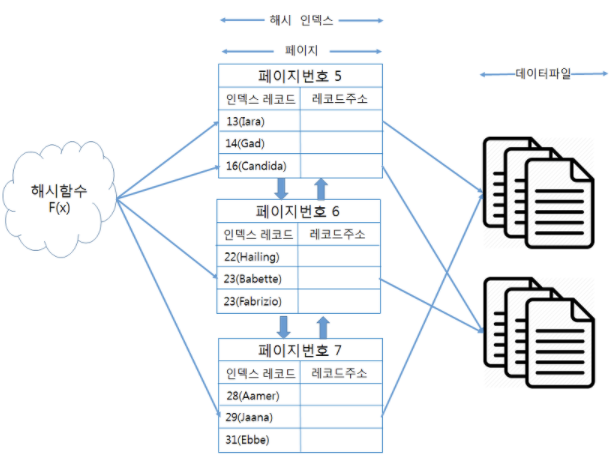 해시 인덱스
페이지
데이터파일
해시함수
F(x)
페이지번호 5
인덱스 레코드 레코드주소
13(Iara)
14(Gad)
16(Candida)
페이지번호 6
인덱스 레코드 레코드주소
22(Hailing)
23(Babette)
23(Fabrizio)
페이지번호 7
인덱스 레코드 레코드주소
28(Aamer)
29(Jaana)
31(Ebbe)